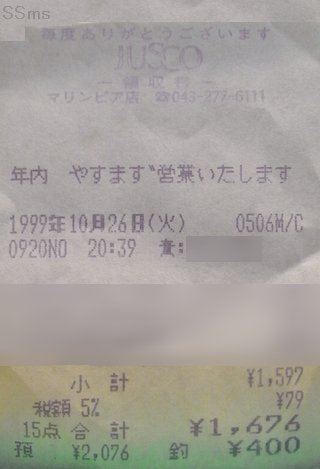 SSms
毎度ありがとうございます
JUSCO
－領収書－
マリンピア店 ☎043-277-6111
年内 やすまず営業いたします
1999年10月26日(火) 0506M/C
0920NO 20:39 責:
小計 ¥1,597
税額 5% ¥79
15点 合計 ¥1,676
預 ¥2,076 釣 ¥400